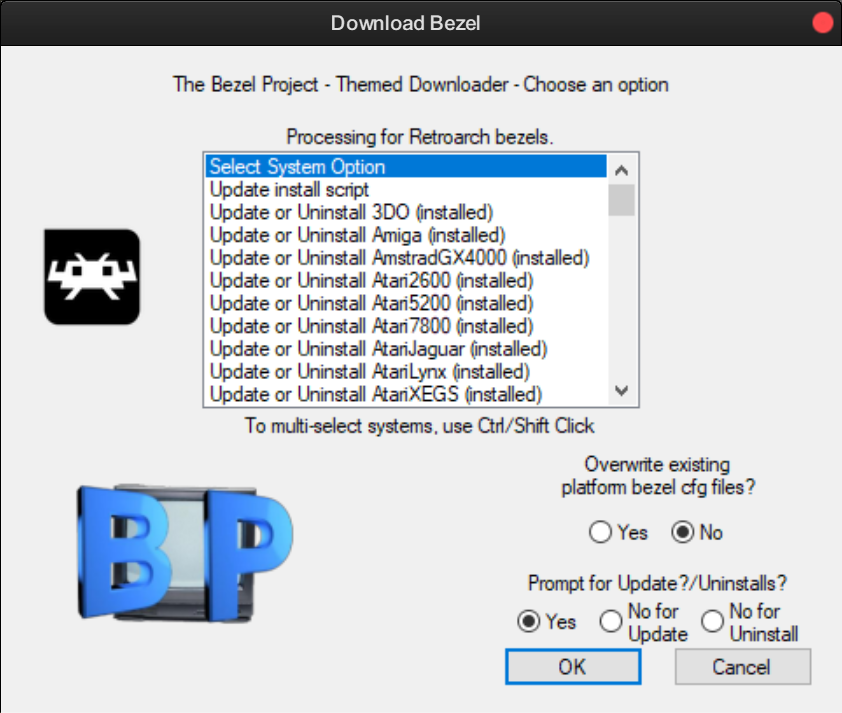 Download Bezel
The Bezel Project - Themed Downloader - Choose an option
Processing for Retroarch bezels.
Select System Option
Update install script
Update or Uninstall 3DO (installed)
Update or Uninstall Amiga (installed)
Update or Uninstall AmstradGX4000 (installed)
Update or Uninstall Atari2600 (installed)
Update or Uninstall Atari5200 (installed)
Update or Uninstall Atari7800 (installed)
Update or Uninstall AtariJaguar (installed)
Update or Uninstall AtariLynx (installed)
Update or Uninstall AtariXEGS (installed)
To multi-select systems, use Ctrl/Shift Click
BP
Overwrite existing
platform bezel cfg files?
Yes No
Prompt for Update?/Uninstalls?
Yes No for Update No for Uninstall
OK Cancel